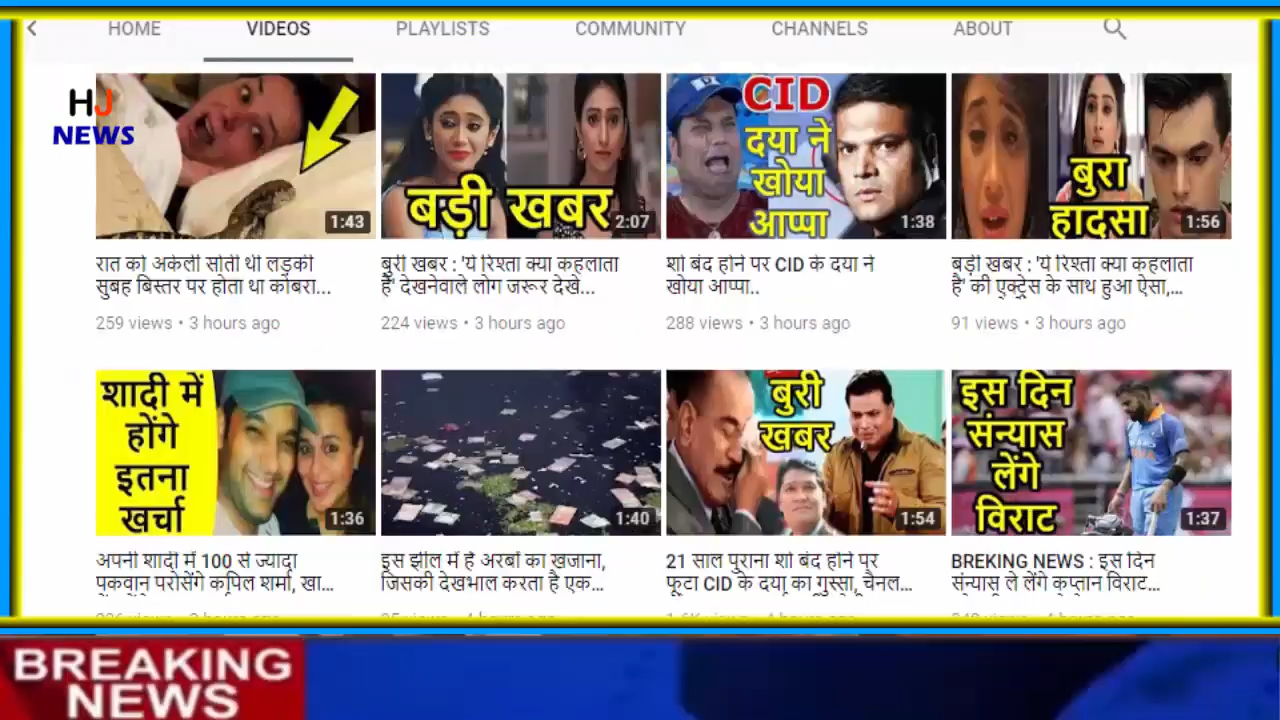 HOME VIDEOS PLAYLISTS COMMUNITY CHANNELS ABOUT
HJ
NEWS
1:43
बड़ी खबर
2:07
CID
दया ने
खोया
आप्पा
1:38
बुरा
हादसा
1:56
रात को अकेली सोती थी लड़की
सुबह बिस्तर पर होता था कोबरा...
259 views • 3 hours ago
बुरी खबर : 'ये रिश्ता क्या कहलाता
है' देखनेवाले लोग जरूर देखे...
224 views • 3 hours ago
शो बंद होने पर CID के दया ने
खोया आप्पा..
288 views • 3 hours ago
बड़ी खबर : 'ये रिश्ता क्या कहलाता
है' की एक्ट्रेस के साथ हुआ ऐसा,...
91 views • 3 hours ago
शादी में
होंगे
इतना
खर्चा
1:36
1:40
बुरी
खबर
1:54
इस दिन
संन्यास
लेंगे
विराट
1:37
अपनी शादी में 100 से ज्यादा
पकवान परोसेंगे कपिल शर्मा, खा...
इस झील में है अरबों का खजाना,
जिसकी देखभाल करता है एक...
21 साल पुराना शो बंद होने पर
फूटा CID के दया का गुस्सा, चैनल...
BREKING NEWS : इस दिन
संन्यास ले लेंगे कप्तान विराट...
BREAKING
NEWS